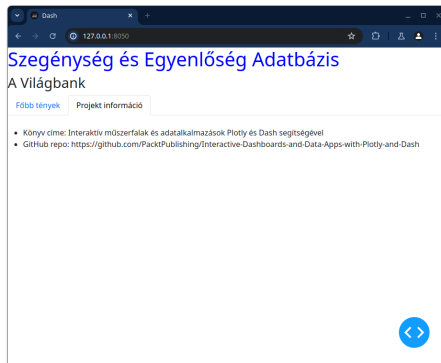 Dash
127.0.0.1:8050
Szegénység és Egyenlőség Adatbázis
A Világbank
Főbb tények
Projekt információ
Könyv címe: Interaktív műszerfalak és adatalkalmazások Plotly és Dash segítségével
GitHub repo: https://github.com/PacktPublishing/Interactive-Dashboards-and-Data-Apps-with-Plotly-and-Dash